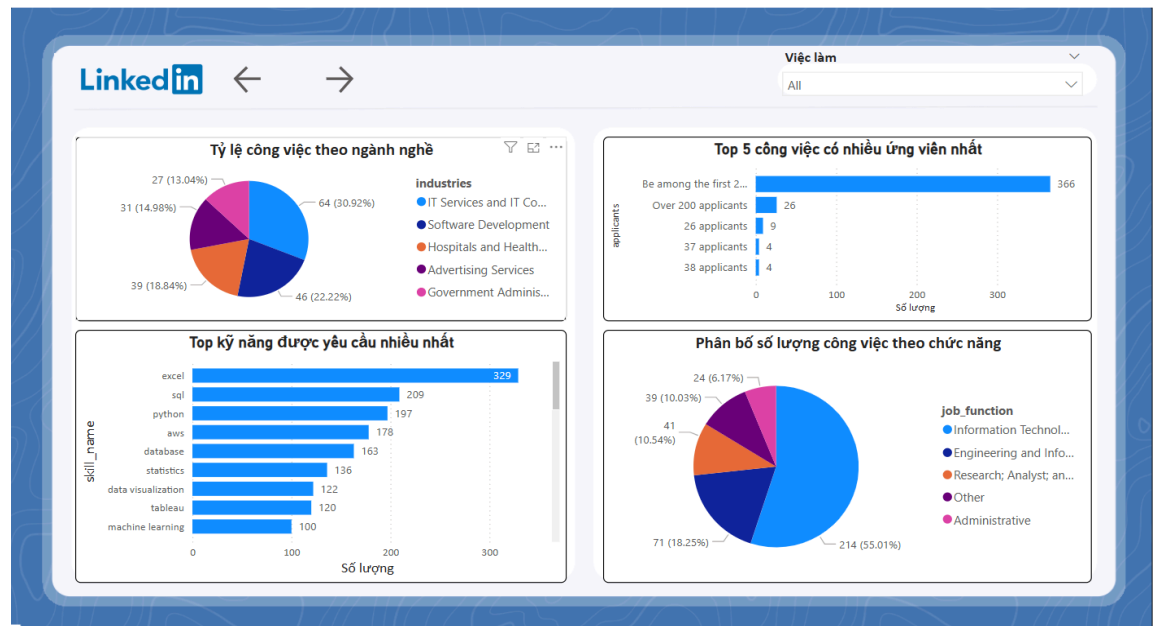 Linkedin
Việc làm
All
Tỷ lệ công việc theo ngành nghề
27 (13.04%)
31 (14.98%)
39 (18.84%)
64 (30.92%)
46 (22.22%)
industries
IT Services and IT Co...
Software Development
Hospitals and Health...
Advertising Services
Government Adminis...
Top 5 công việc có nhiều ứng viên nhất
applicants
Be among the first 2... 366
Over 200 applicants 26
26 applicants 9
37 applicants 4
38 applicants 4
0 100 200 300
Số lượng
Top kỹ năng được yêu cầu nhiều nhất
skill_name
excel 329
sql 209
python 197
aws 178
database 163
statistics 136
data visualization 122
tableau 120
machine learning 100
0 100 200 300
Số lượng
Phân bố số lượng công việc theo chức năng
24 (6.17%)
39 (10.03%)
41
(10.54%)
71 (18.25%)
214 (55.01%)
job_function
Information Technol...
Engineering and Info...
Research; Analyst; an...
Other
Administrative